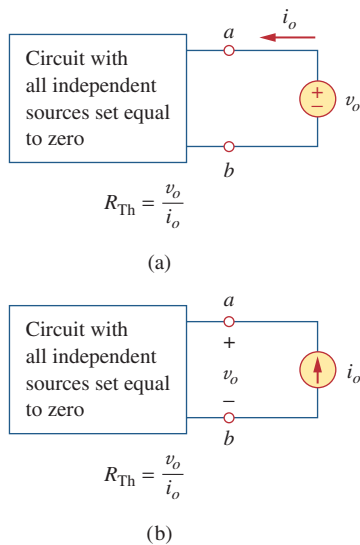 a
i_o
Circuit with
all independent
sources set equal
to zero
+
−
v_o
b
R_Th = v_o / i_o
(a)
a
Circuit with
all independent
sources set equal
to zero
+
v_o
−
i_o
b
R_Th = v_o / i_o
(b)